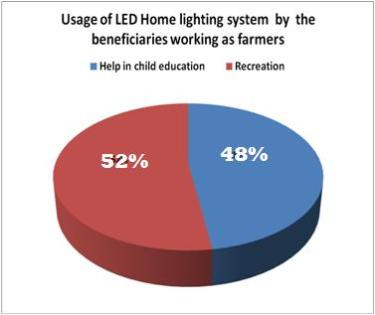 Usage of LED Home lighting system by the
beneficiaries working as farmers
Help in child education Recreation
52% 48%